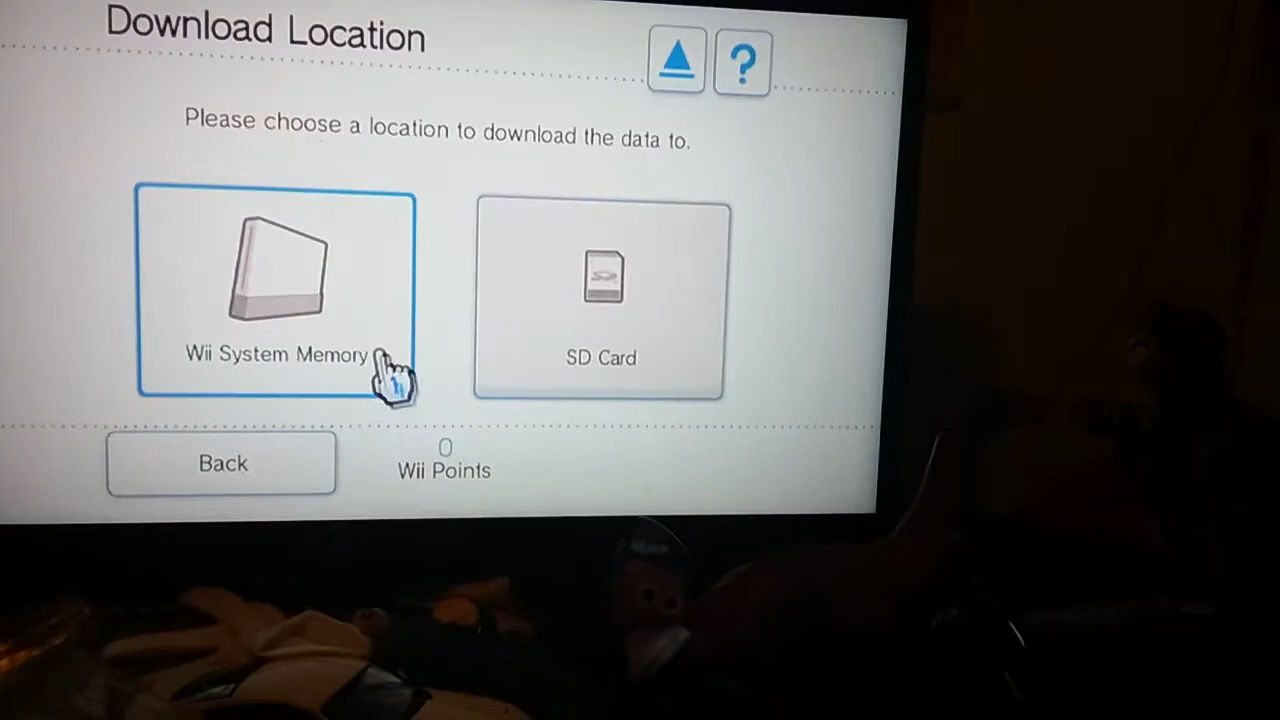 Download Location
?
Please choose a location to download the data to.
Wii System Memory
SD Card
Back
0
Wii Points